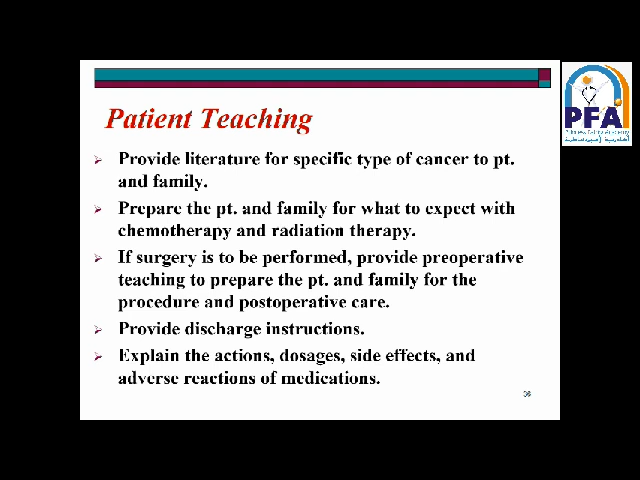 Patient Teaching
Provide literature for specific type of cancer to pt.
and family.
Prepare the pt. and family for what to expect with
chemotherapy and radiation therapy.
If surgery is to be performed, provide preoperative
teaching to prepare the pt. and family for the
procedure and postoperative care.
Provide discharge instructions.
Explain the actions, dosages, side effects, and
adverse reactions of medications.
PFA